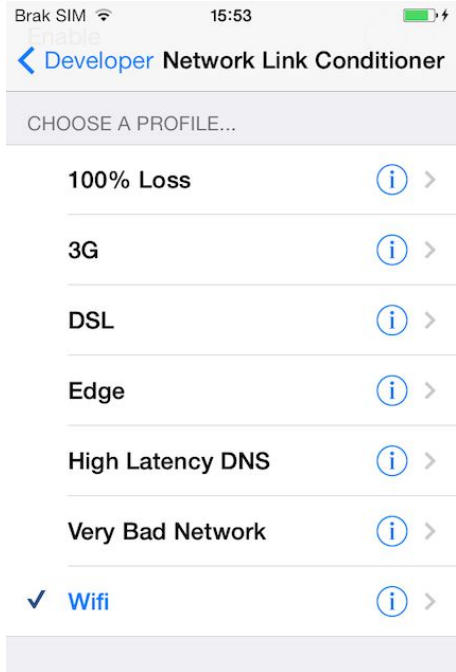 Brak SIM 15:53
Enable
Developer Network Link Conditioner
CHOOSE A PROFILE...
100% Loss
3G
DSL
Edge
High Latency DNS
Very Bad Network
Wifi